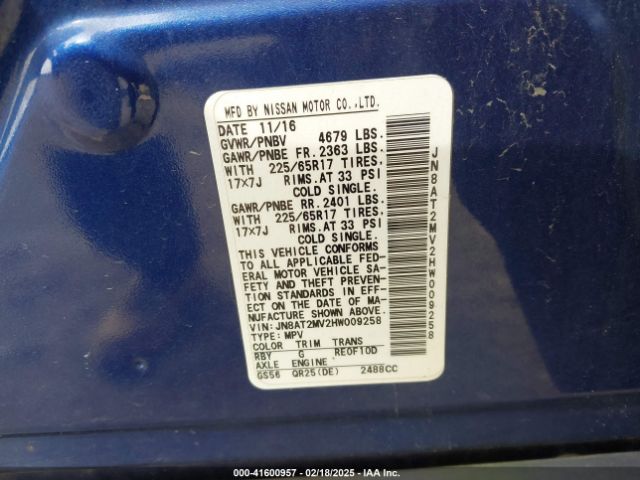 MFD BY NISSAN MOTOR CO.,LTD.
DATE 11/16
GVWR/PNBV 4679 LBS.
GAWR/PNBE FR. 2363 LBS.
WITH 225/65R17 TIRES,
17x7J RIMS.AT 33 PSI
COLD SINGLE.
GAWR/PNBE RR. 2401 LBS.
WITH 225/65R17 TIRES,
17x7J RIMS.AT 33 PSI
COLD SINGLE.
THIS VEHICLE CONFORMS
TO ALL APPLICABLE FED-
ERAL MOTOR VEHICLE SA-
FETY AND THEFT PREVEN-
TION STANDARDS IN EFF-
ECT ON THE DATE OF MA-
NUFACTURE SHOWN ABOVE
VIN: JN8AT2MV2HW009258
TYPE: MPV
COLOR TRIM TRANS
RBY G RE0F10D
AXLE ENGINE
GS56 QR25(DE) 2488CC
JN8AT2MV2HW009258
000-41600957 - 02/18/2025 - IAA Inc.